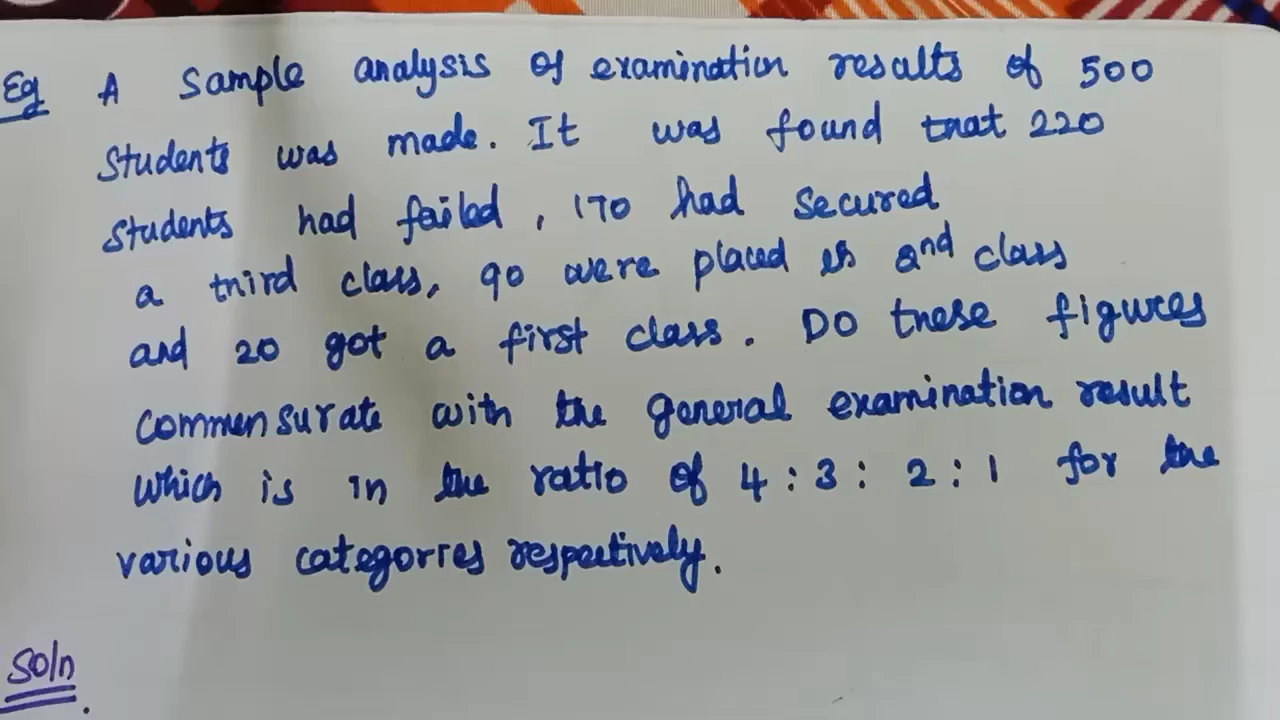 Eg A Sample analysis of examination results of 500
Students was made. It was found that 220
Students had failed, 170 had secured
a third class, 90 were placed in 2nd class
and 20 got a first class. Do these figures
commensurate with the general examination result
which is in the ratio of 4 : 3 : 2 : 1 for the
various categories respectively.
Soln